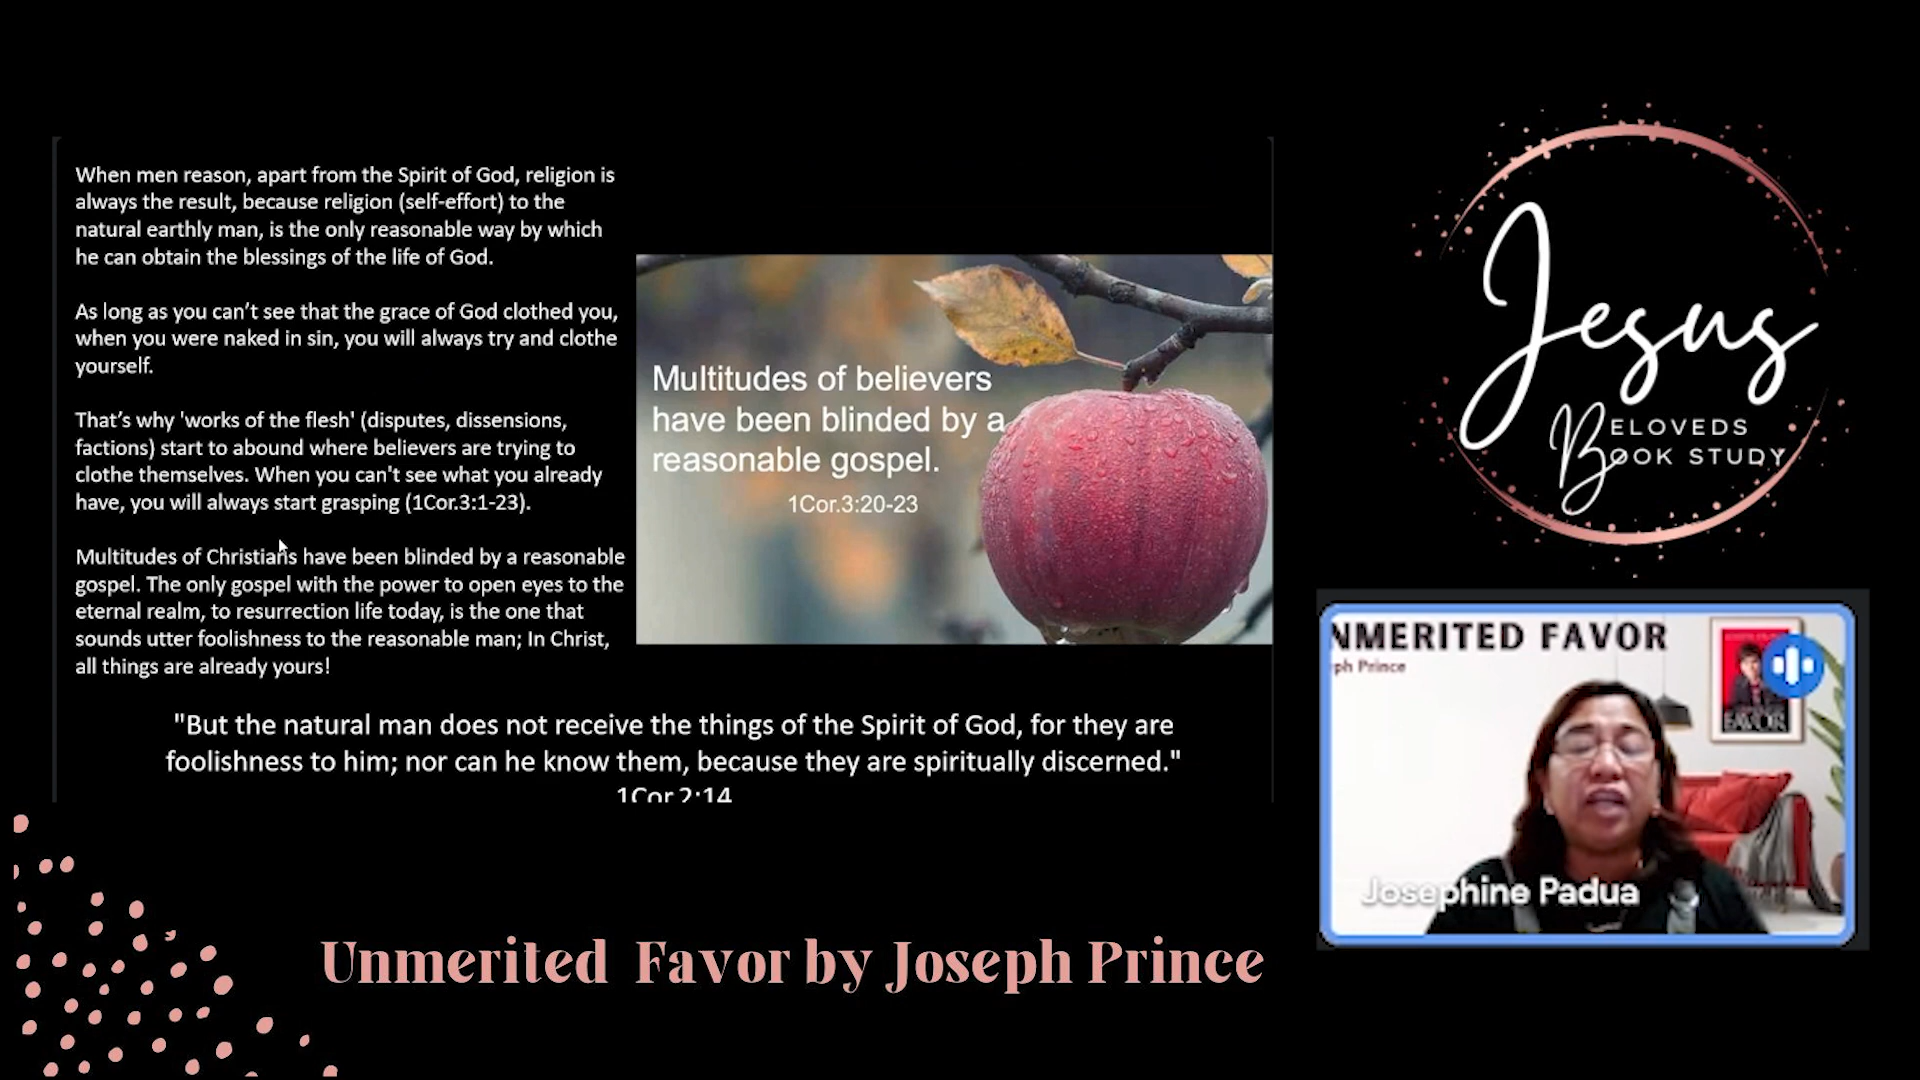 When men reason, apart from the Spirit of God, religion is
always the result, because religion (self-effort) to the
natural earthly man, is the only reasonable way by which
he can obtain the blessings of the life of God.
As long as you can’t see that the grace of God clothed you,
when you were naked in sin, you will always try and clothe
yourself.
That’s why 'works of the flesh' (disputes, dissensions,
factions) start to abound where believers are trying to
clothe themselves. When you can't see what you already
have, you will always start grasping (1Cor.3:1-23).
Multitudes of Christians have been blinded by a reasonable
gospel. The only gospel with the power to open eyes to the
eternal realm, to resurrection life today, is the one that
sounds utter foolishness to the reasonable man; In Christ,
all things are already yours!
Multitudes of believers
have been blinded by a
reasonable gospel.
1Cor.3:20-23
"But the natural man does not receive the things of the Spirit of God, for they are
foolishness to him; nor can he know them, because they are spiritually discerned."
1Cor.2:14
Jesus
BELOVEDS
BOOK STUDY
NMERITED FAVOR
ph Prince
FAVOR
Josephine Padua
Unmerited Favor by Joseph Prince